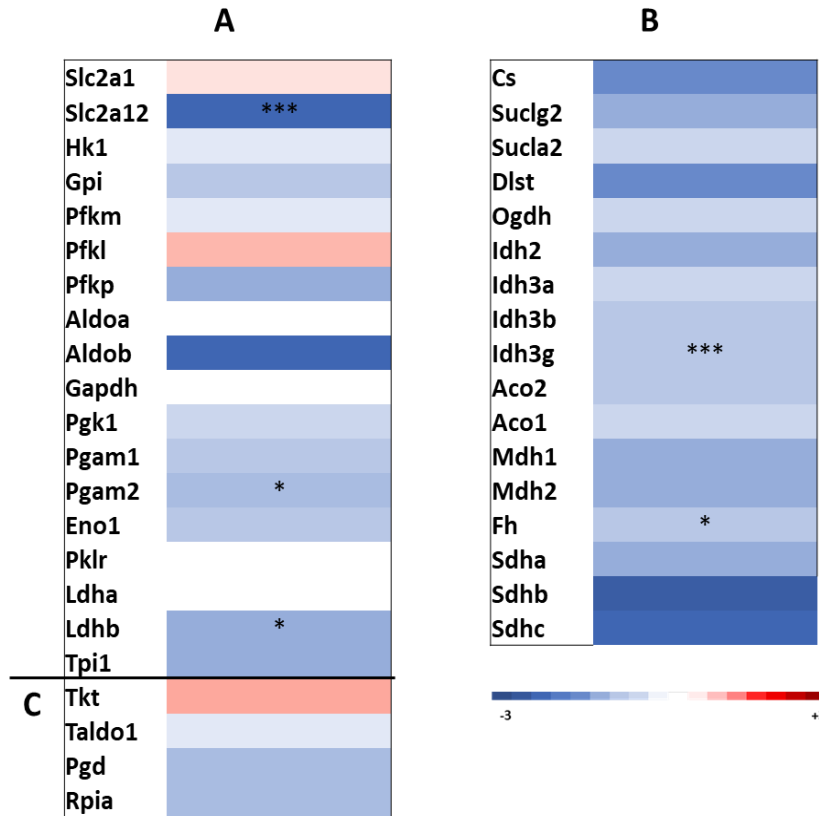 A
Slc2a1
Slc2a12 ***
Hk1
Gpi
Pfkm
Pfkl
Pfkp
Aldoa
Aldob
Gapdh
Pgk1
Pgam1
Pgam2 *
Eno1
Pklr
Ldha
Ldhb *
Tpi1
C
Tkt
Taldo1
Pgd
Rpia
B
Cs
Suclg2
Sucla2
Dlst
Ogdh
Idh2
Idh3a
Idh3b
Idh3g ***
Aco2
Aco1
Mdh1
Mdh2
Fh *
Sdha
Sdhb
Sdhc
-3 +